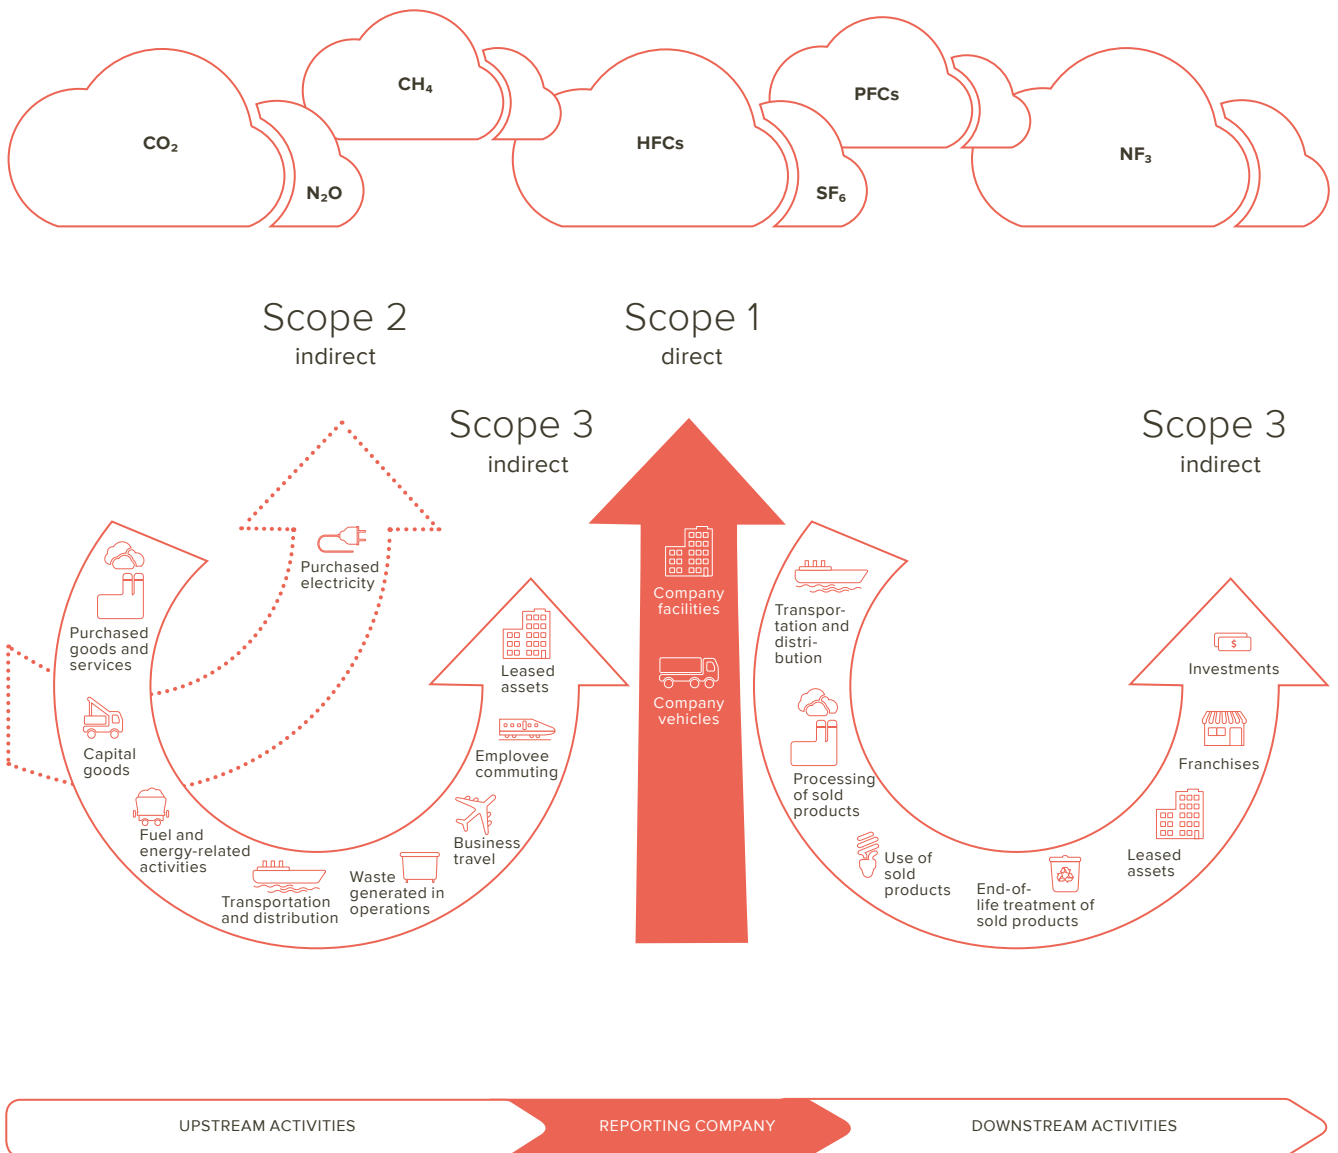 CH₄
PFCs
CO₂
HFCs
NF₃
N₂O
SF₆
Scope 2
indirect
Scope 1
direct
Scope 3
indirect
Scope 3
indirect
Purchased
electricity
Purchased
goods and
services
Capital
goods
Fuel and
energy-related
activities
Transportation
and distribution
Waste
generated in
operations
Business
travel
Employee
commuting
Leased
assets
Company
facilities
Company
vehicles
Transpor-
tation and
distri-
bution
Processing
of sold
products
Use of
sold
products
End-of-
life treatment of
sold products
Leased
assets
Franchises
$
Investments
UPSTREAM ACTIVITIES
REPORTING COMPANY
DOWNSTREAM ACTIVITIES